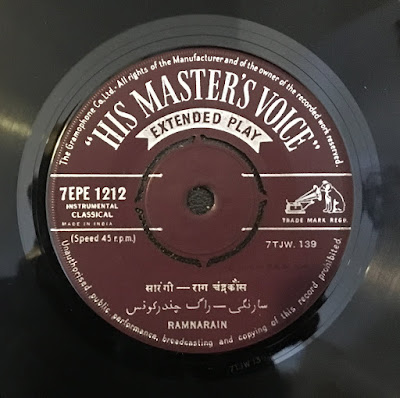 The Gramophone Co. Ltd. All rights of the Manufacturer and of the owner of the recorded work reserved.
"HIS MASTER'S VOICE"
EXTENDED PLAY
7EPE 1212
INSTRUMENTAL
CLASSICAL
MADE IN INDIA
(Speed 45 r.p.m.)
TRADE MARK REGD.
7TJW. 139
सारंगी — राग चंद्रकौंस
سارنگی — راگ چندرکونس
RAMNARAIN
Unauthorised public performance, broadcasting and copying of this record prohibited.